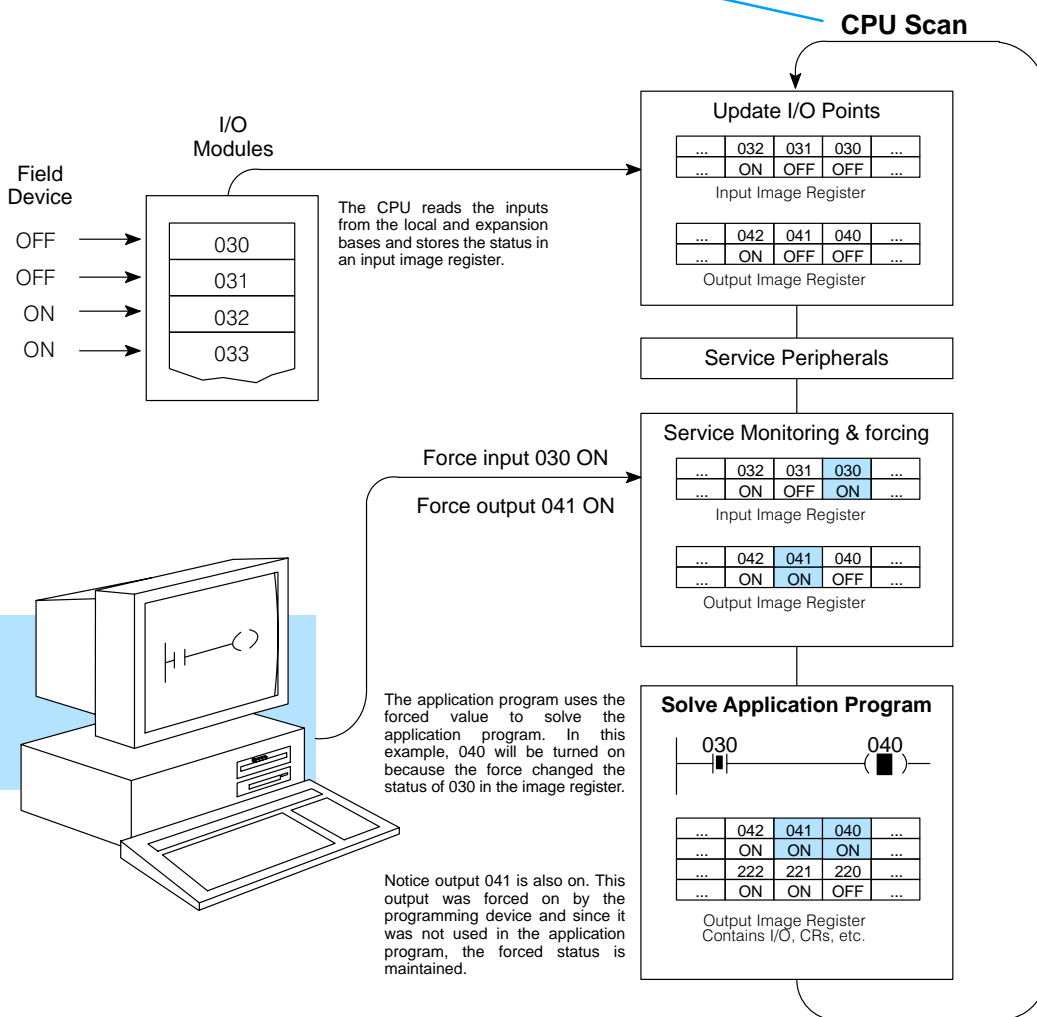 CPU Scan
Update I/O Points
... 032 031 030 ...
... ON OFF OFF ...
Input Image Register
... 042 041 040 ...
... ON OFF OFF ...
Output Image Register
I/O
Modules
Field
Device
OFF 030
OFF 031
ON 032
ON 033
The CPU reads the inputs
from the local and expansion
bases and stores the status in
an input image register.
Service Peripherals
Service Monitoring & forcing
... 032 031 030 ...
... ON OFF ON ...
Input Image Register
... 042 041 040 ...
... ON ON OFF ...
Output Image Register
Force input 030 ON
Force output 041 ON
The application program uses the
forced value to solve the
application program. In this
example, 040 will be turned on
because the force changed the
status of 030 in the image register.
Notice output 041 is also on. This
output was forced on by the
programming device and since it
was not used in the application
program, the forced status is
maintained.
Solve Application Program
030 040
... 042 041 040 ...
... ON ON ON ...
... 222 221 220 ...
... ON ON OFF ...
Output Image Register
Contains I/O, CRs, etc.